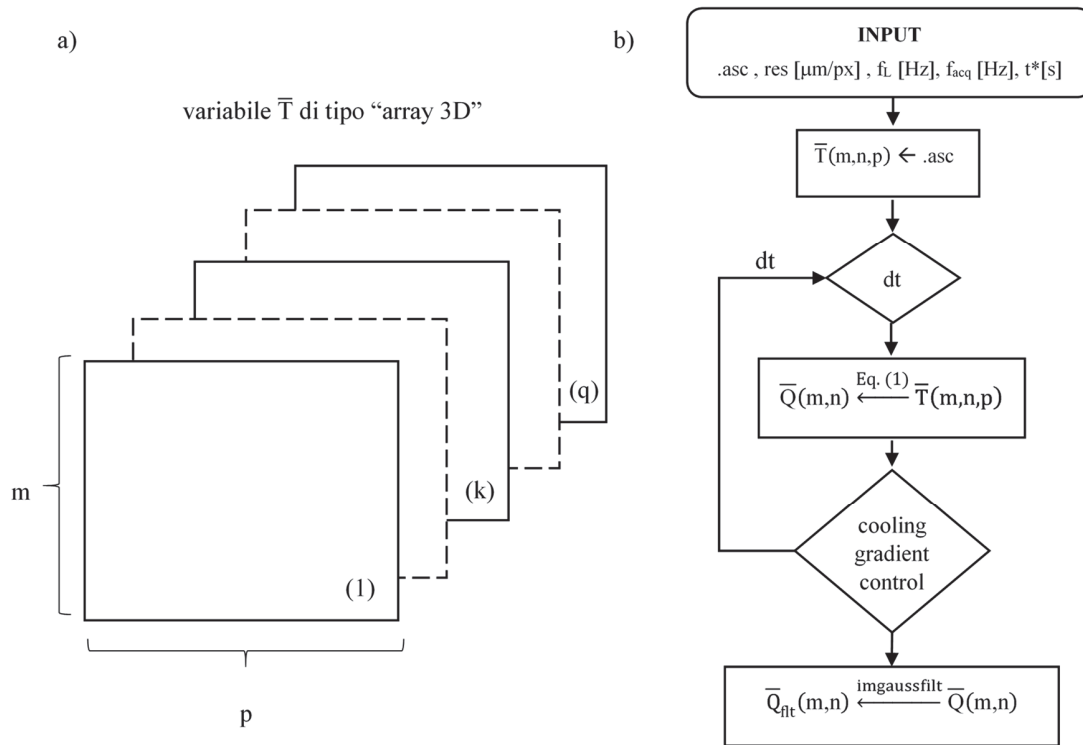 a)
variabile T̅ di tipo “array 3D”
(q)
(k)
(1)
m
p
b)
INPUT
.asc , res [μm/px] , f_L [Hz], f_acq [Hz], t*[s]
T̅(m,n,p) ← .asc
dt
dt
Q̅(m,n) ⟵ T̅(m,n,p)
Eq. (1)
cooling
gradient
control
Q̅_flt(m,n) ⟵ Q̅(m,n)
imgaussfilt